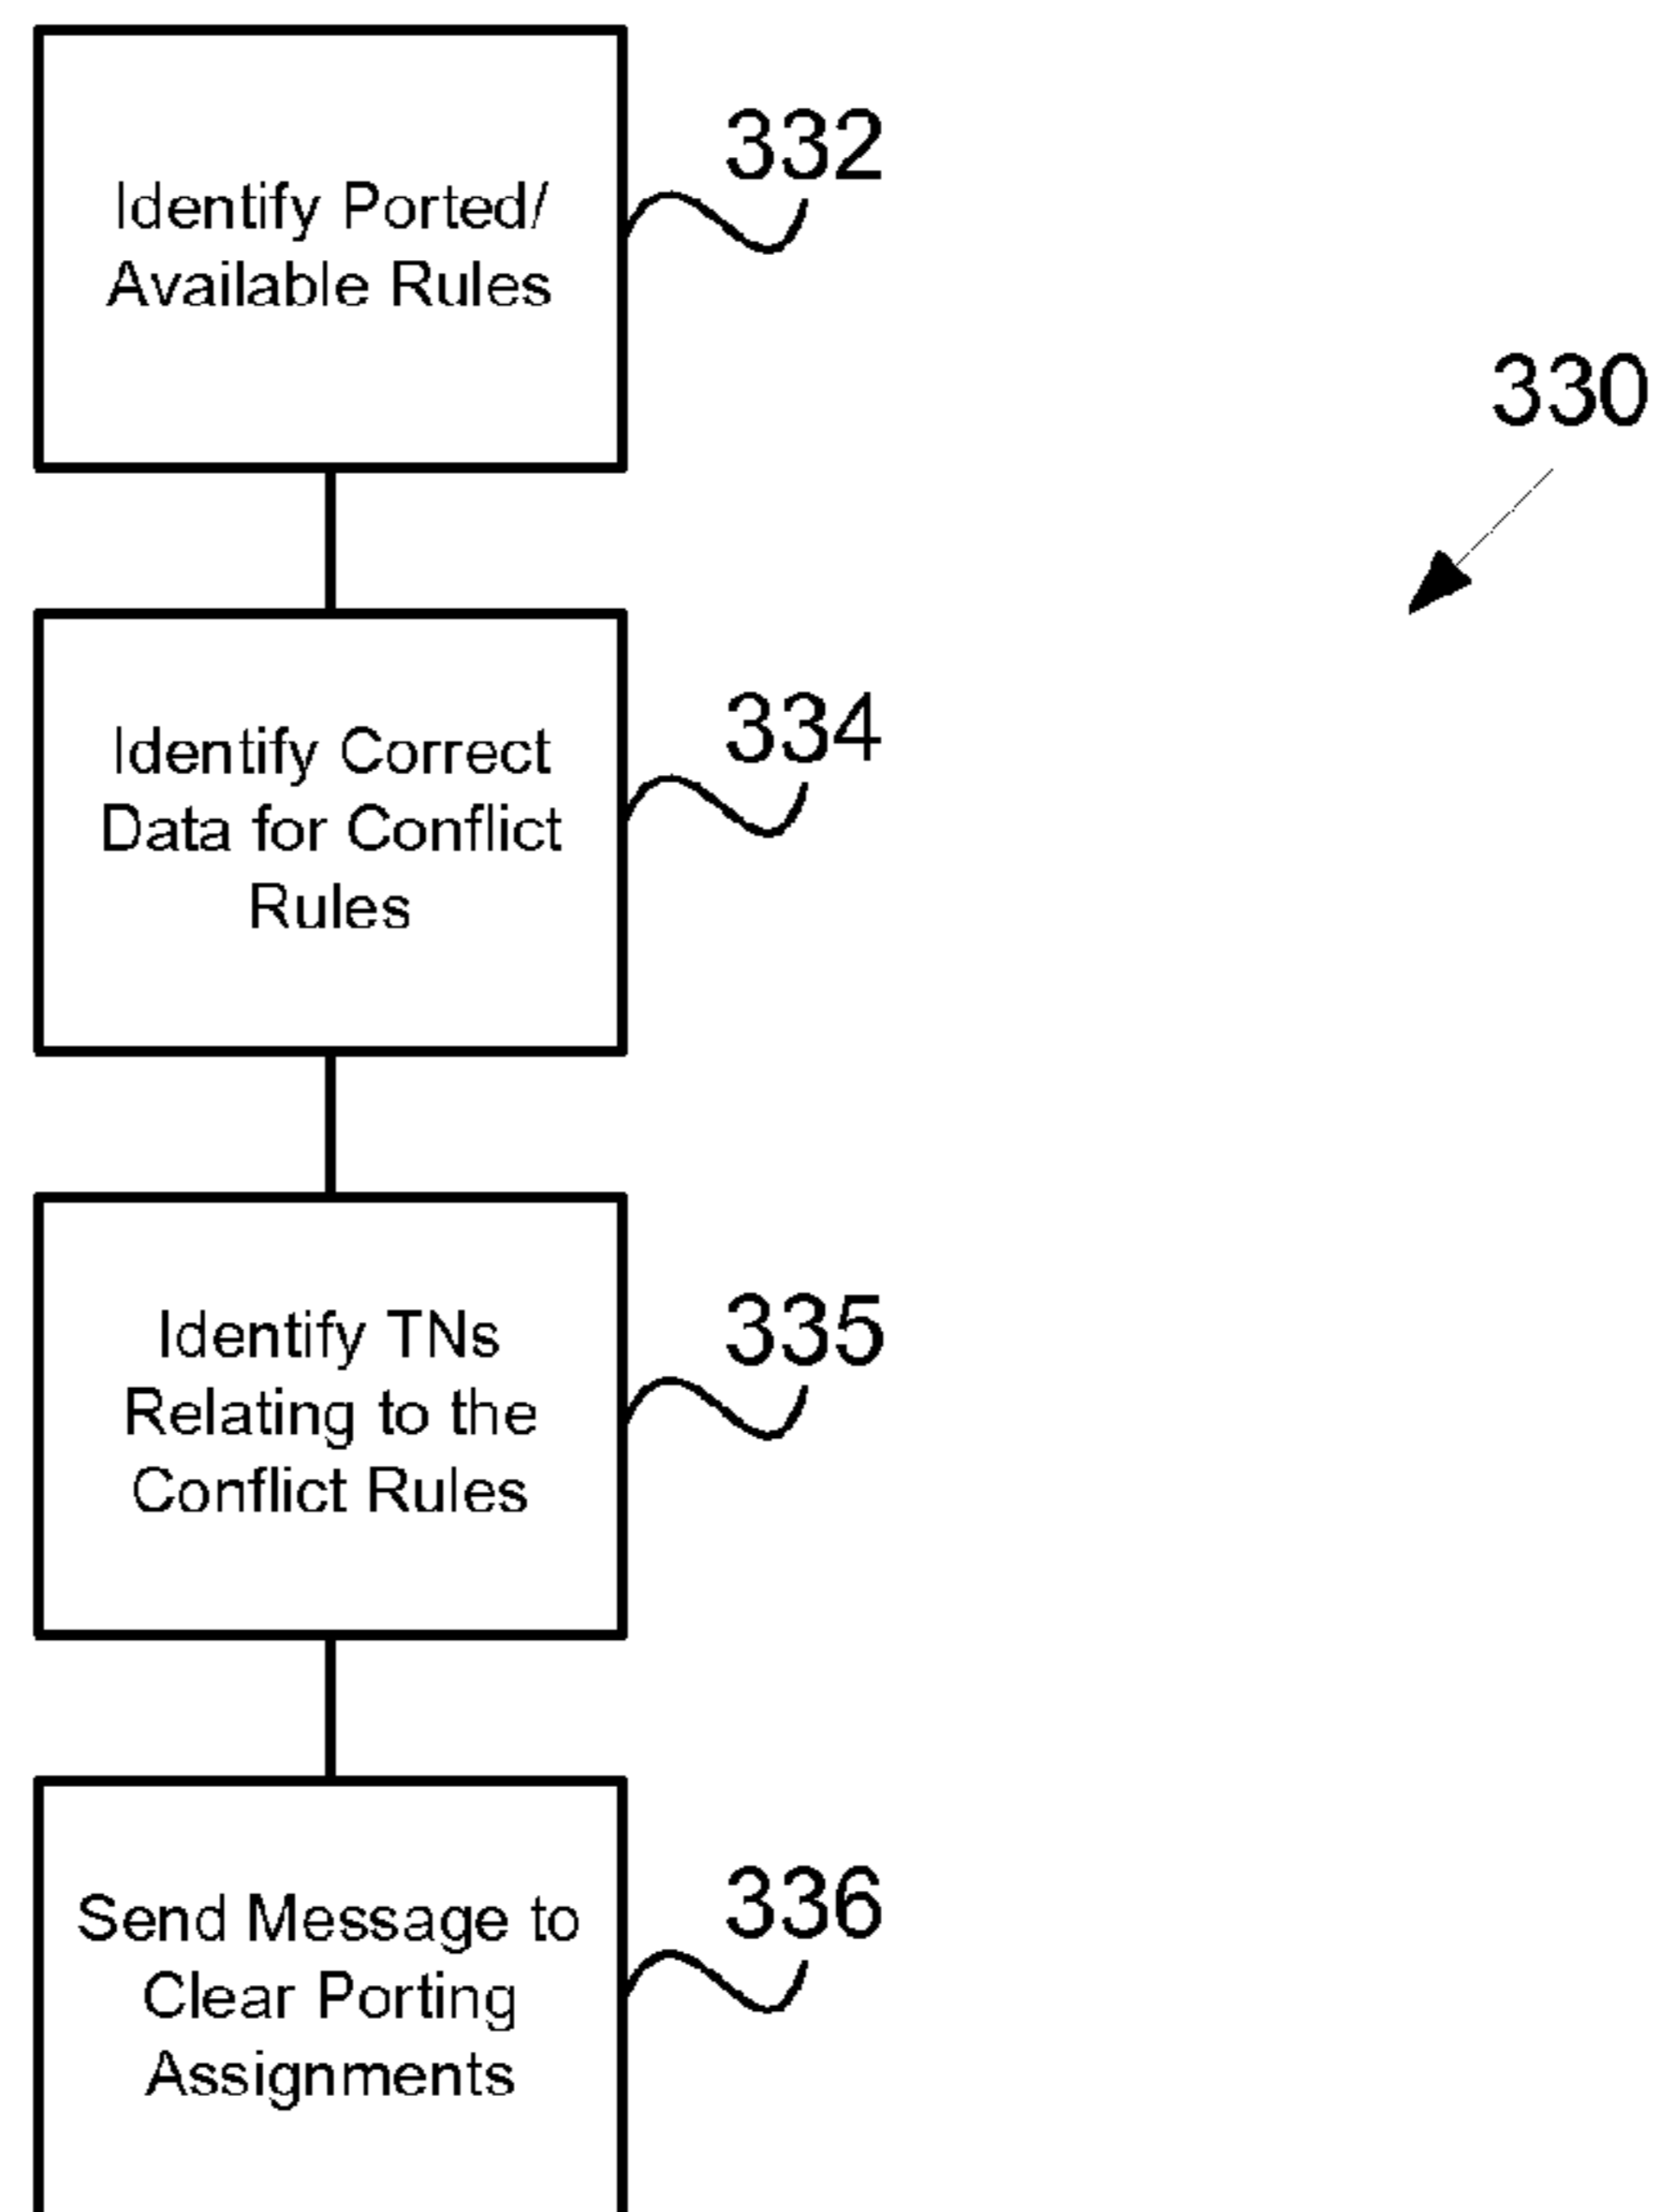 Identify Ported/
Available Rules
332
330
Identify Correct
Data for Conflict
Rules
334
Identify TNs
Relating to the
Conflict Rules
335
Send Message to
Clear Porting
Assignments
336